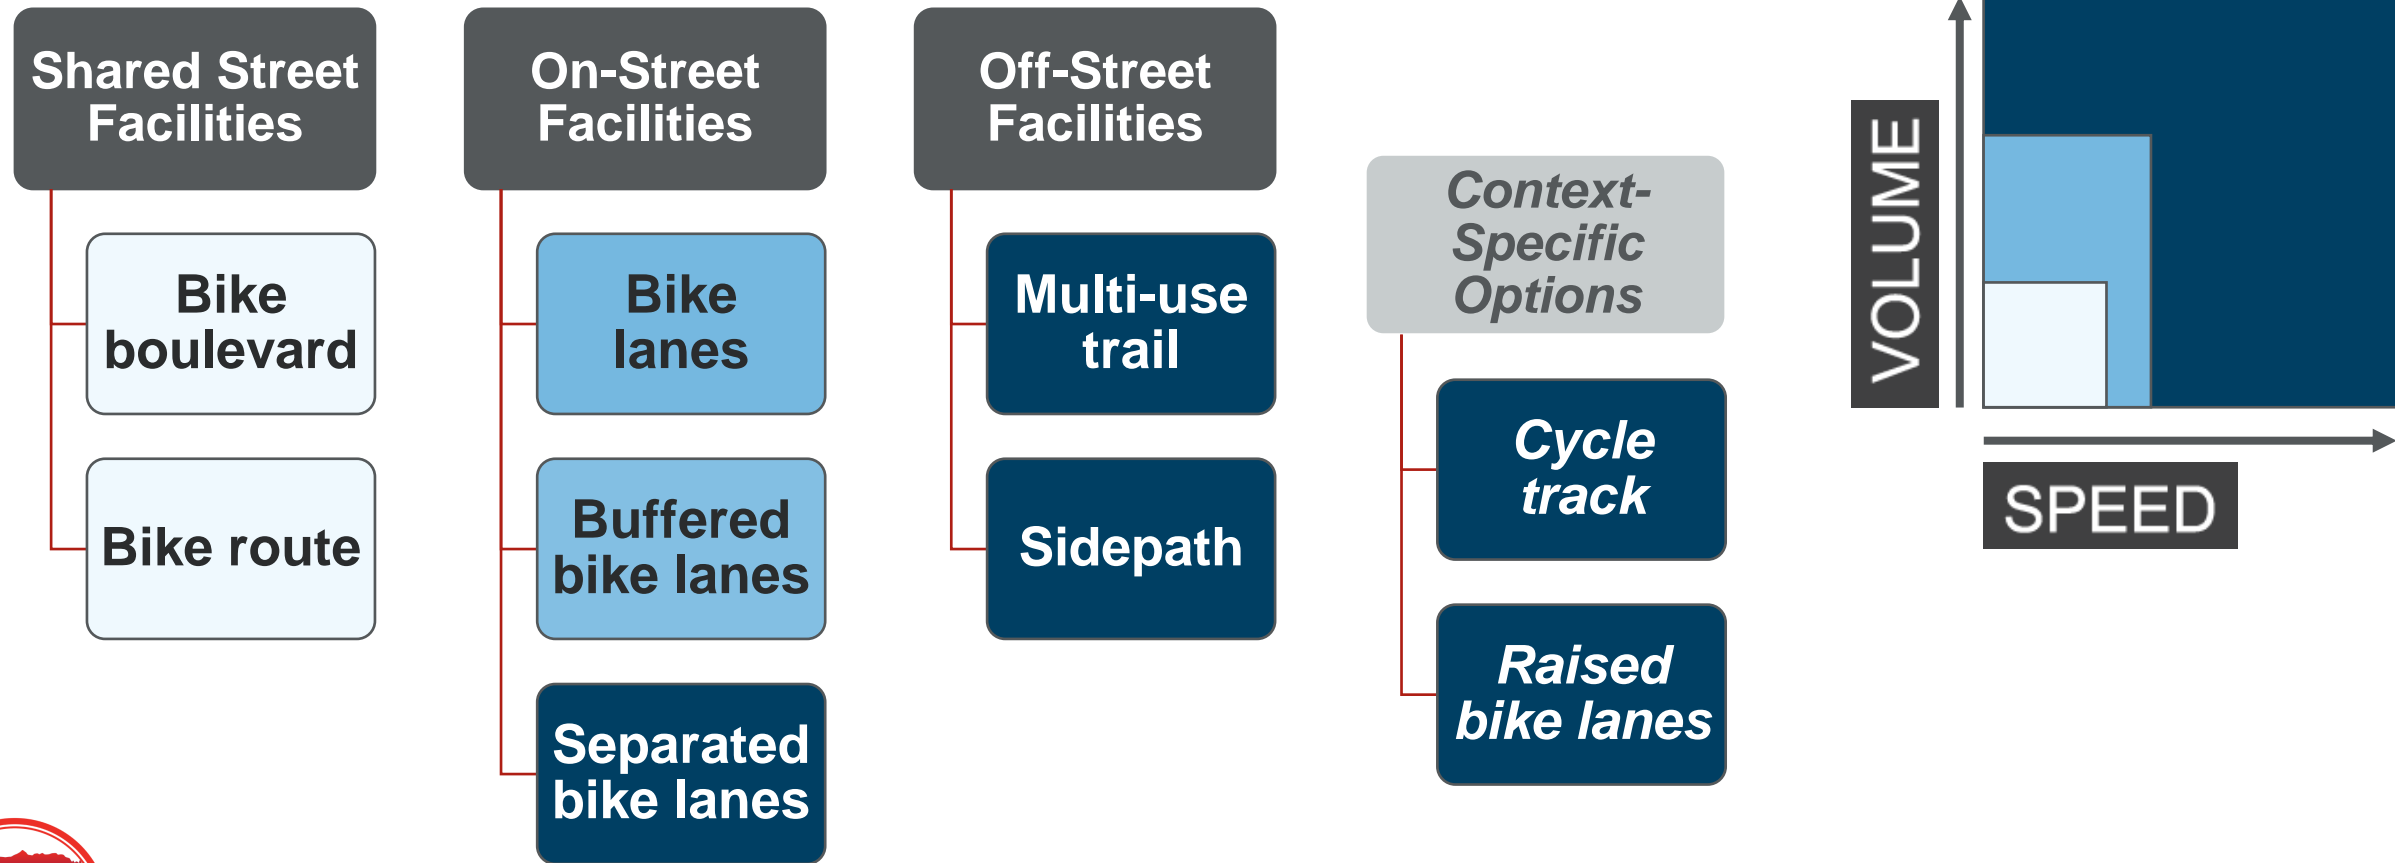 Shared Street
Facilities
Bike
boulevard
Bike route
On-Street
Facilities
Bike
lanes
Buffered
bike lanes
Separated
bike lanes
Off-Street
Facilities
Multi-use
trail
Sidepath
Context-
Specific
Options
Cycle
track
Raised
bike lanes
VOLUME
SPEED